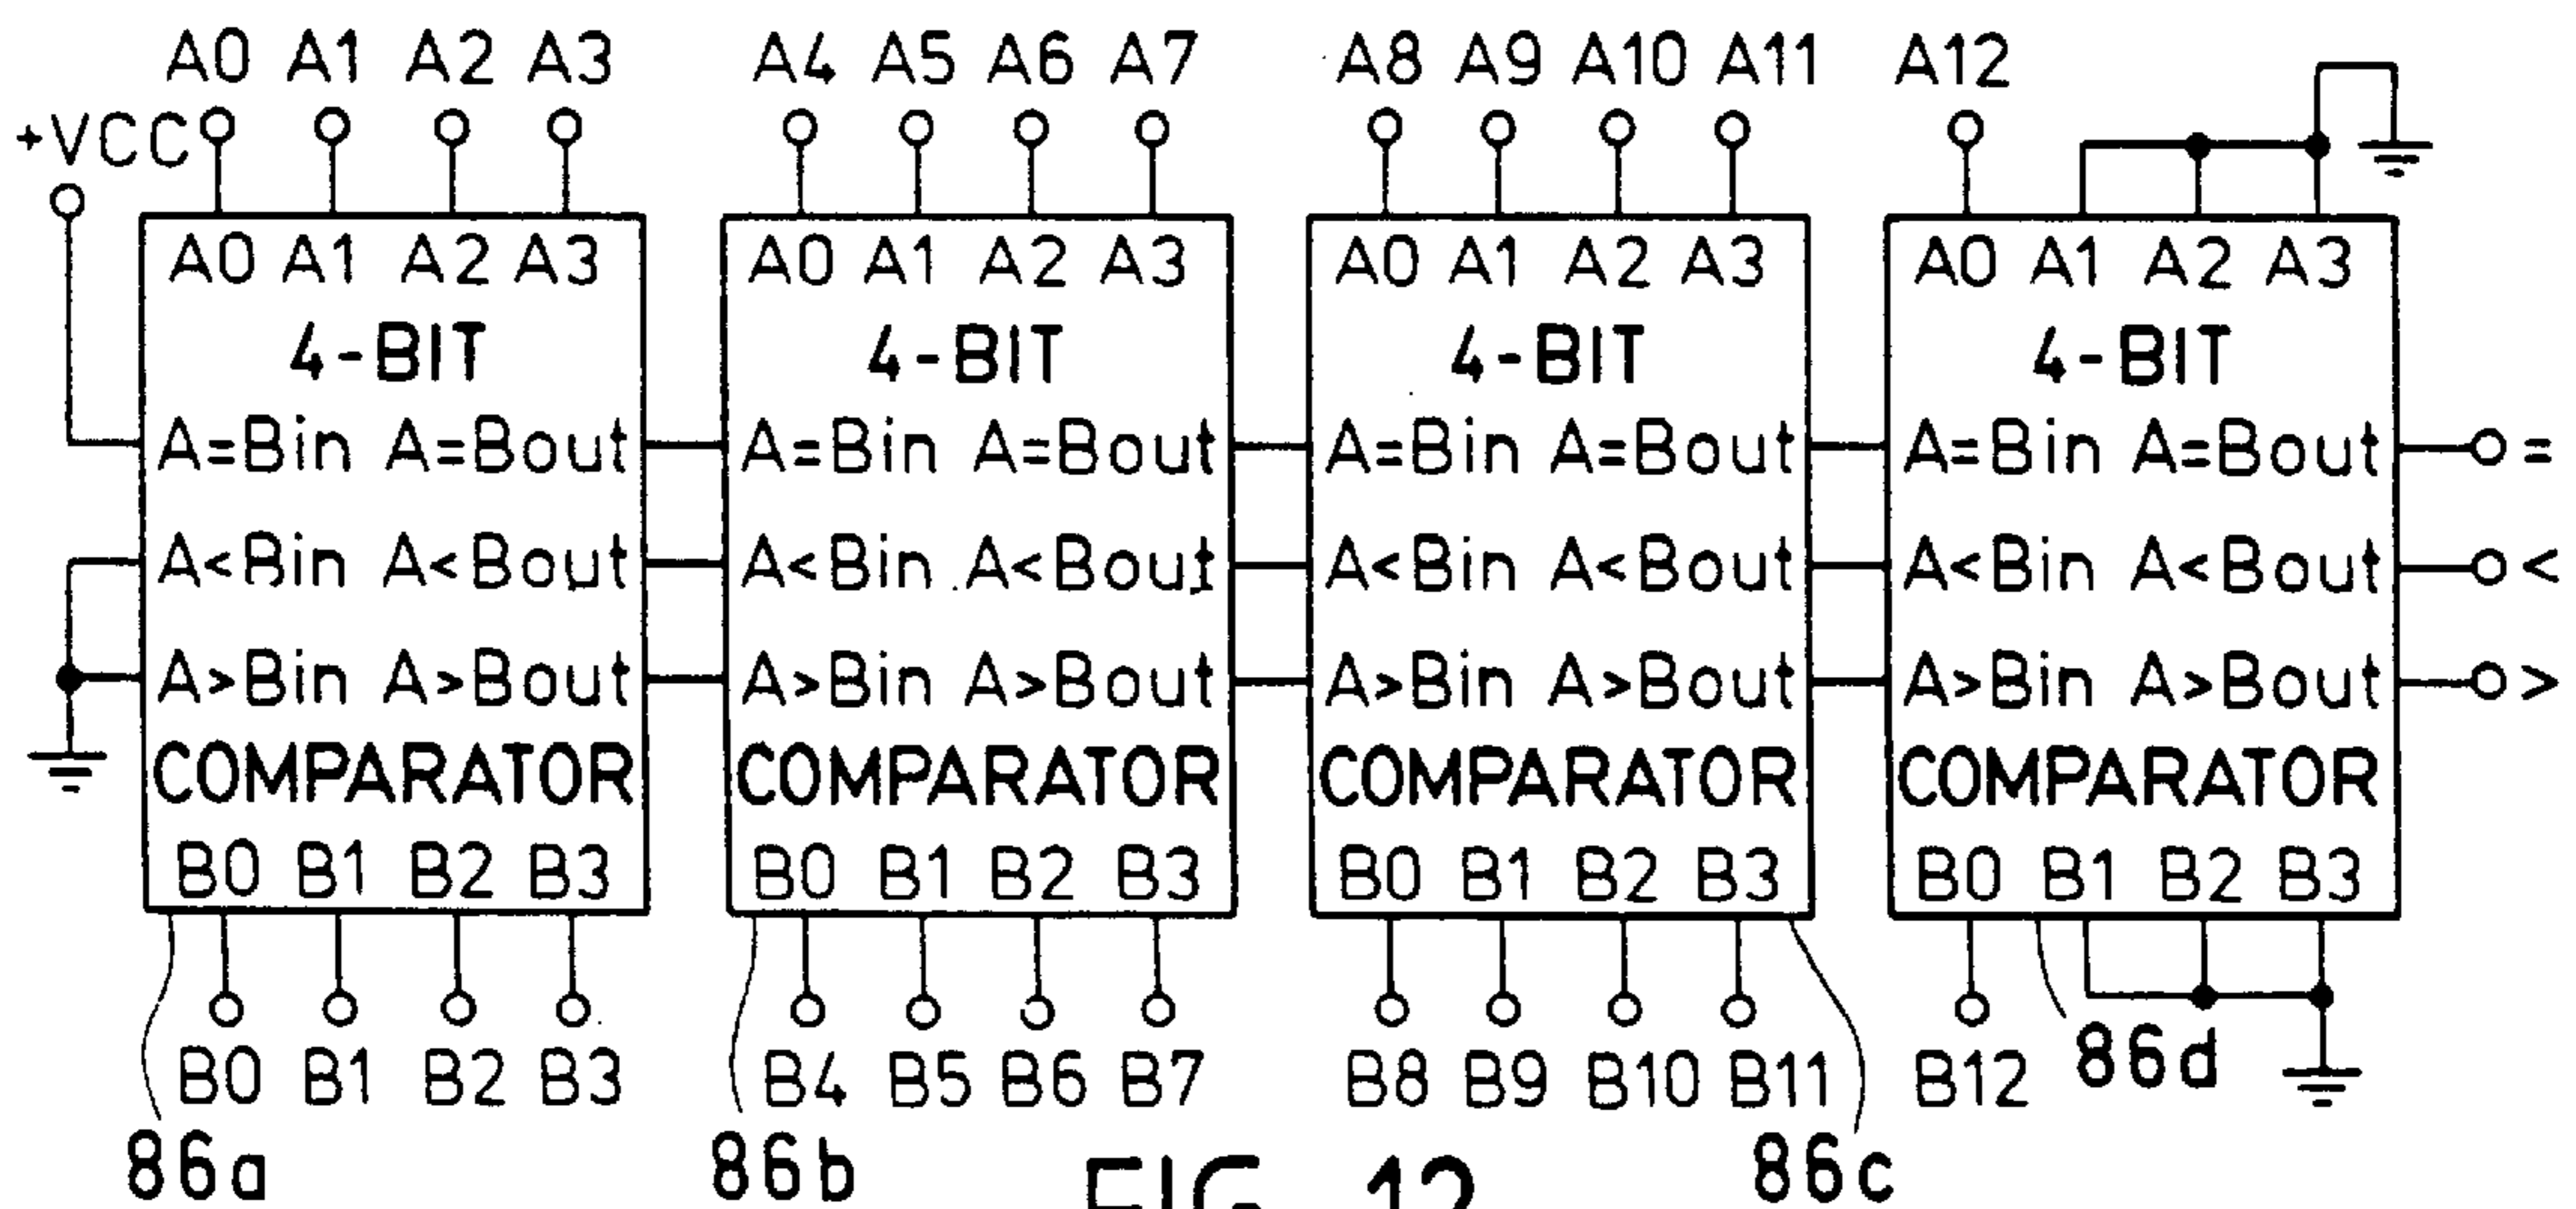 A0 A1 A2 A3 A4 A5 A6 A7 A8 A9 A10 A11 A12
+VCC
A0 A1 A2 A3 A0 A1 A2 A3 A0 A1 A2 A3 A0 A1 A2 A3
4-BIT 4-BIT 4-BIT 4-BIT
A=Bin A=Bout A=Bin A=Bout A=Bin A=Bout A=Bin A=Bout =
A<Bin A<Bout A<Bin A<Bout A<Bin A<Bout A<Bin A<Bout <
A>Bin A>Bout A>Bin A>Bout A>Bin A>Bout A>Bin A>Bout >
COMPARATOR COMPARATOR COMPARATOR COMPARATOR
B0 B1 B2 B3 B0 B1 B2 B3 B0 B1 B2 B3 B0 B1 B2 B3
B0 B1 B2 B3 B4 B5 B6 B7 B8 B9 B10 B11 B12 86d
86a 86b FIG. 12 86c